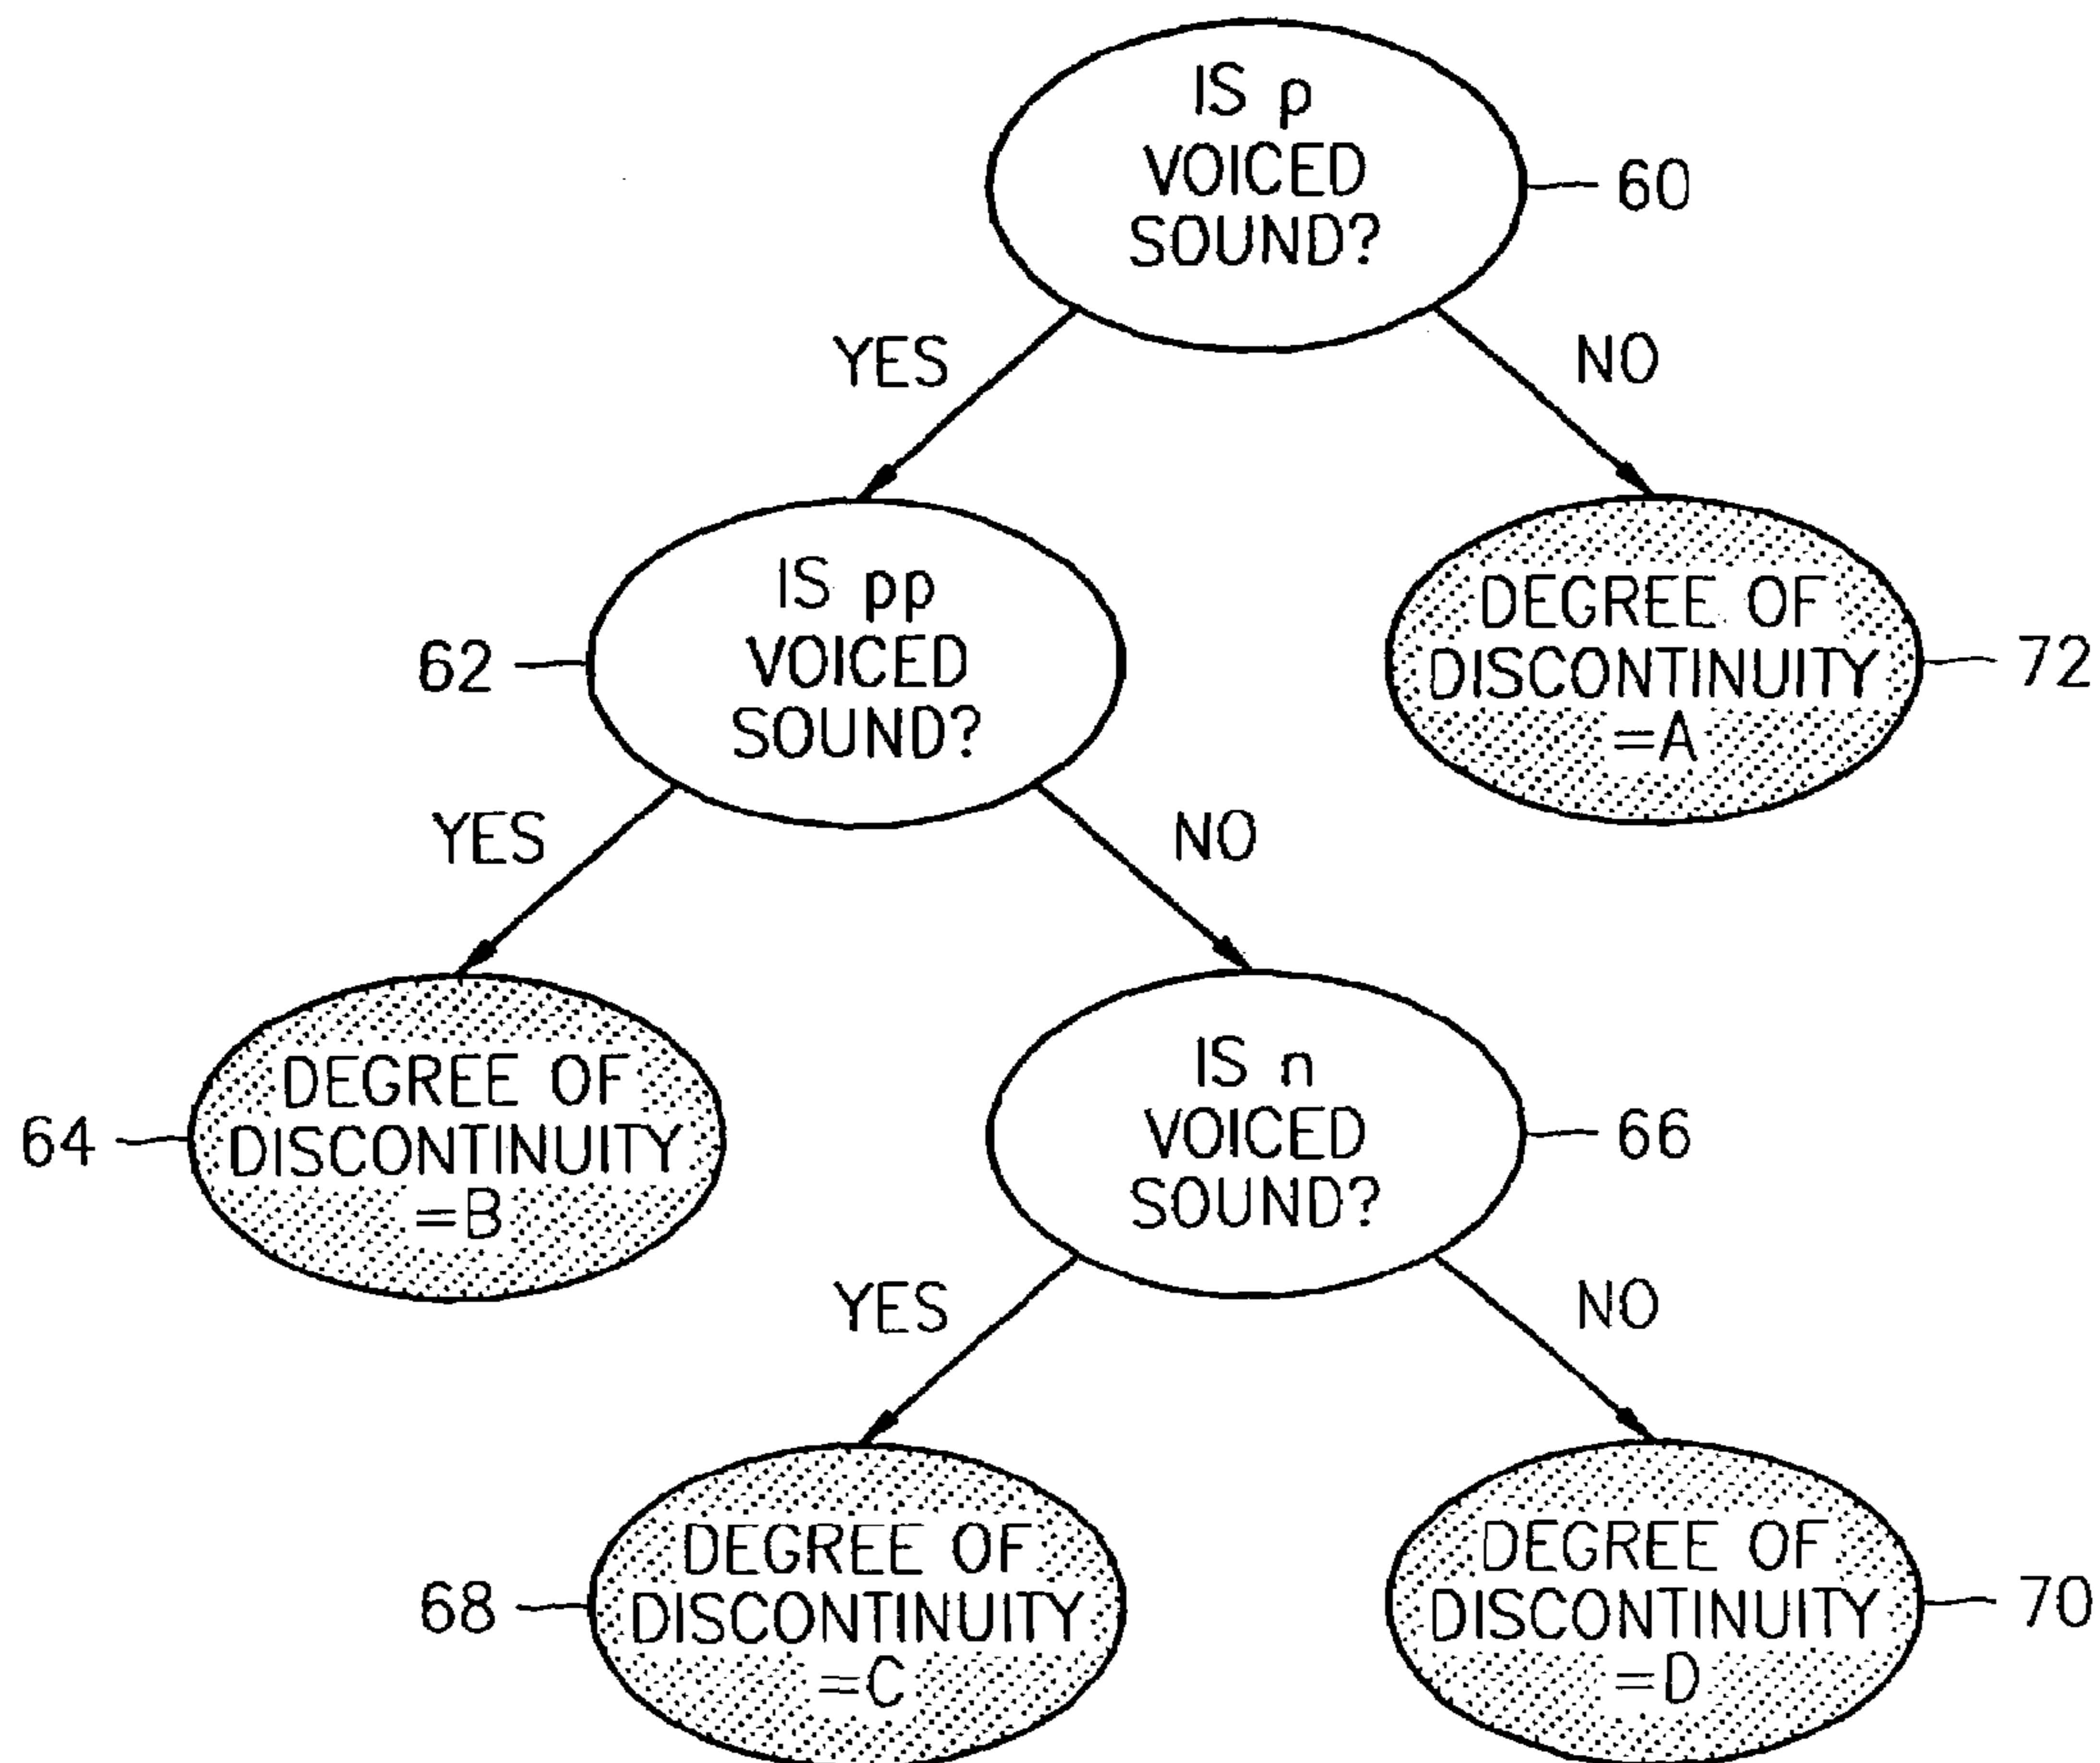 IS p
VOICED
SOUND?
60
YES
NO
IS pp
VOICED
SOUND?
62
DEGREE OF
DISCONTINUITY
=A
72
YES
NO
DEGREE OF
DISCONTINUITY
=B
64
IS n
VOICED
SOUND?
66
YES
NO
DEGREE OF
DISCONTINUITY
=C
68
DEGREE OF
DISCONTINUITY
=D
70